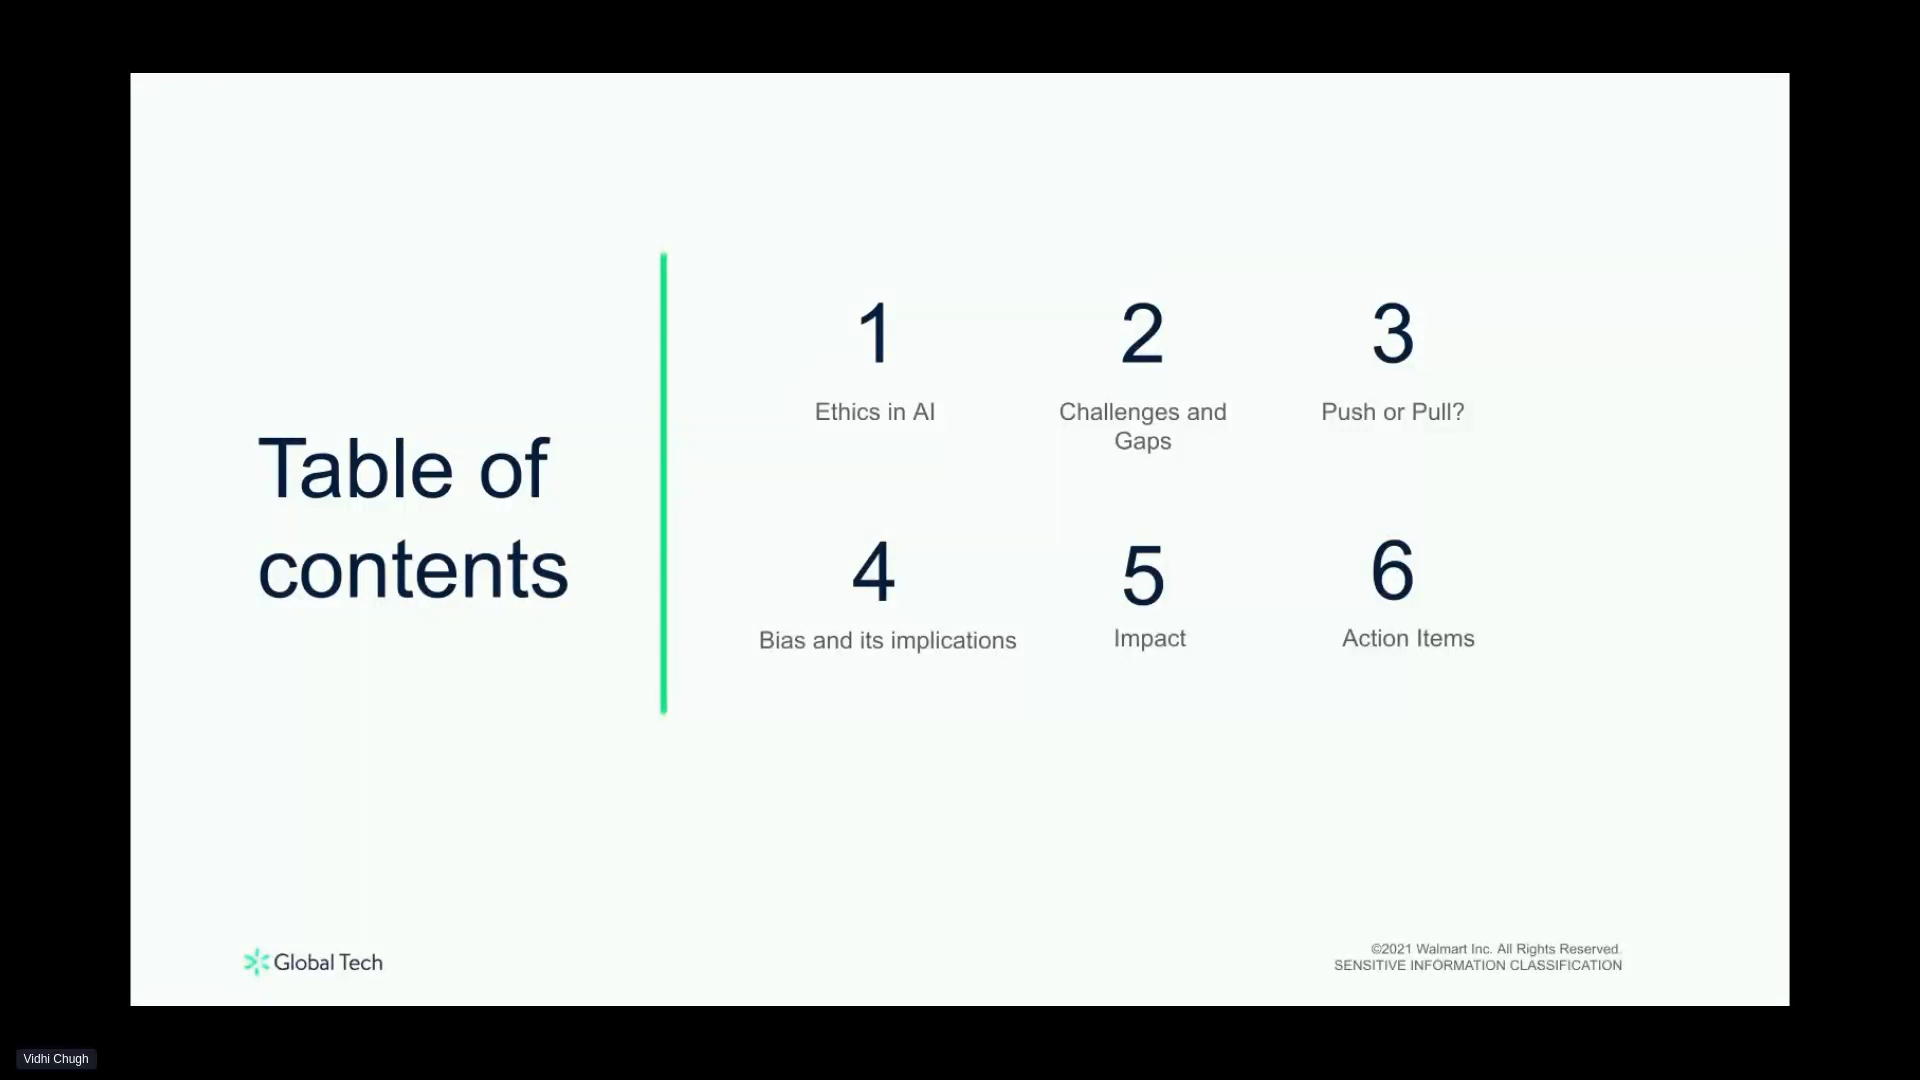 Table of
contents
1
Ethics in AI
2
Challenges and
Gaps
3
Push or Pull?
4
Bias and its implications
5
Impact
6
Action Items
Global Tech
©2021 Walmart Inc. All Rights Reserved.
SENSITIVE INFORMATION CLASSIFICATION
Vidhi Chugh